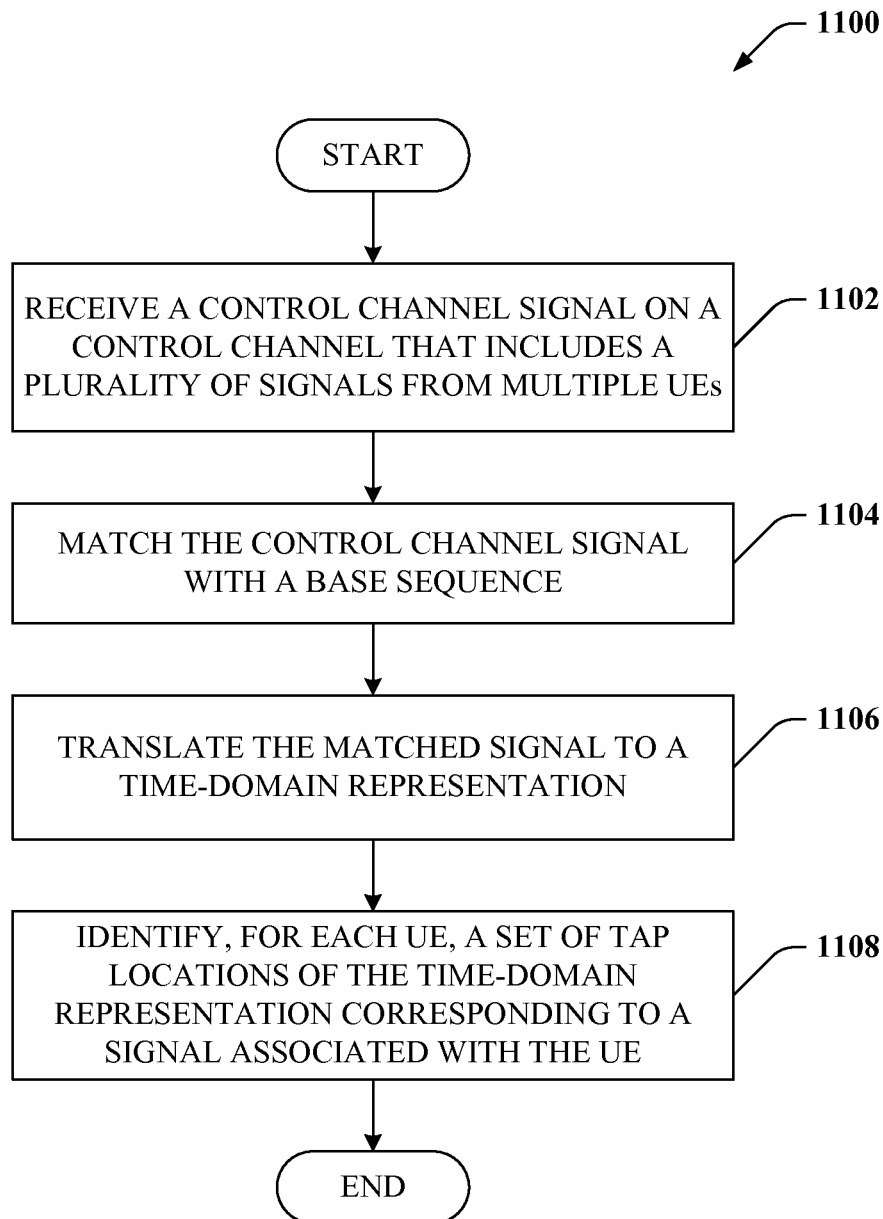 1100
START
RECEIVE A CONTROL CHANNEL SIGNAL ON A
CONTROL CHANNEL THAT INCLUDES A
PLURALITY OF SIGNALS FROM MULTIPLE UEs
1102
MATCH THE CONTROL CHANNEL SIGNAL
WITH A BASE SEQUENCE
1104
TRANSLATE THE MATCHED SIGNAL TO A
TIME-DOMAIN REPRESENTATION
1106
IDENTIFY, FOR EACH UE, A SET OF TAP
LOCATIONS OF THE TIME-DOMAIN
REPRESENTATION CORRESPONDING TO A
SIGNAL ASSOCIATED WITH THE UE
1108
END